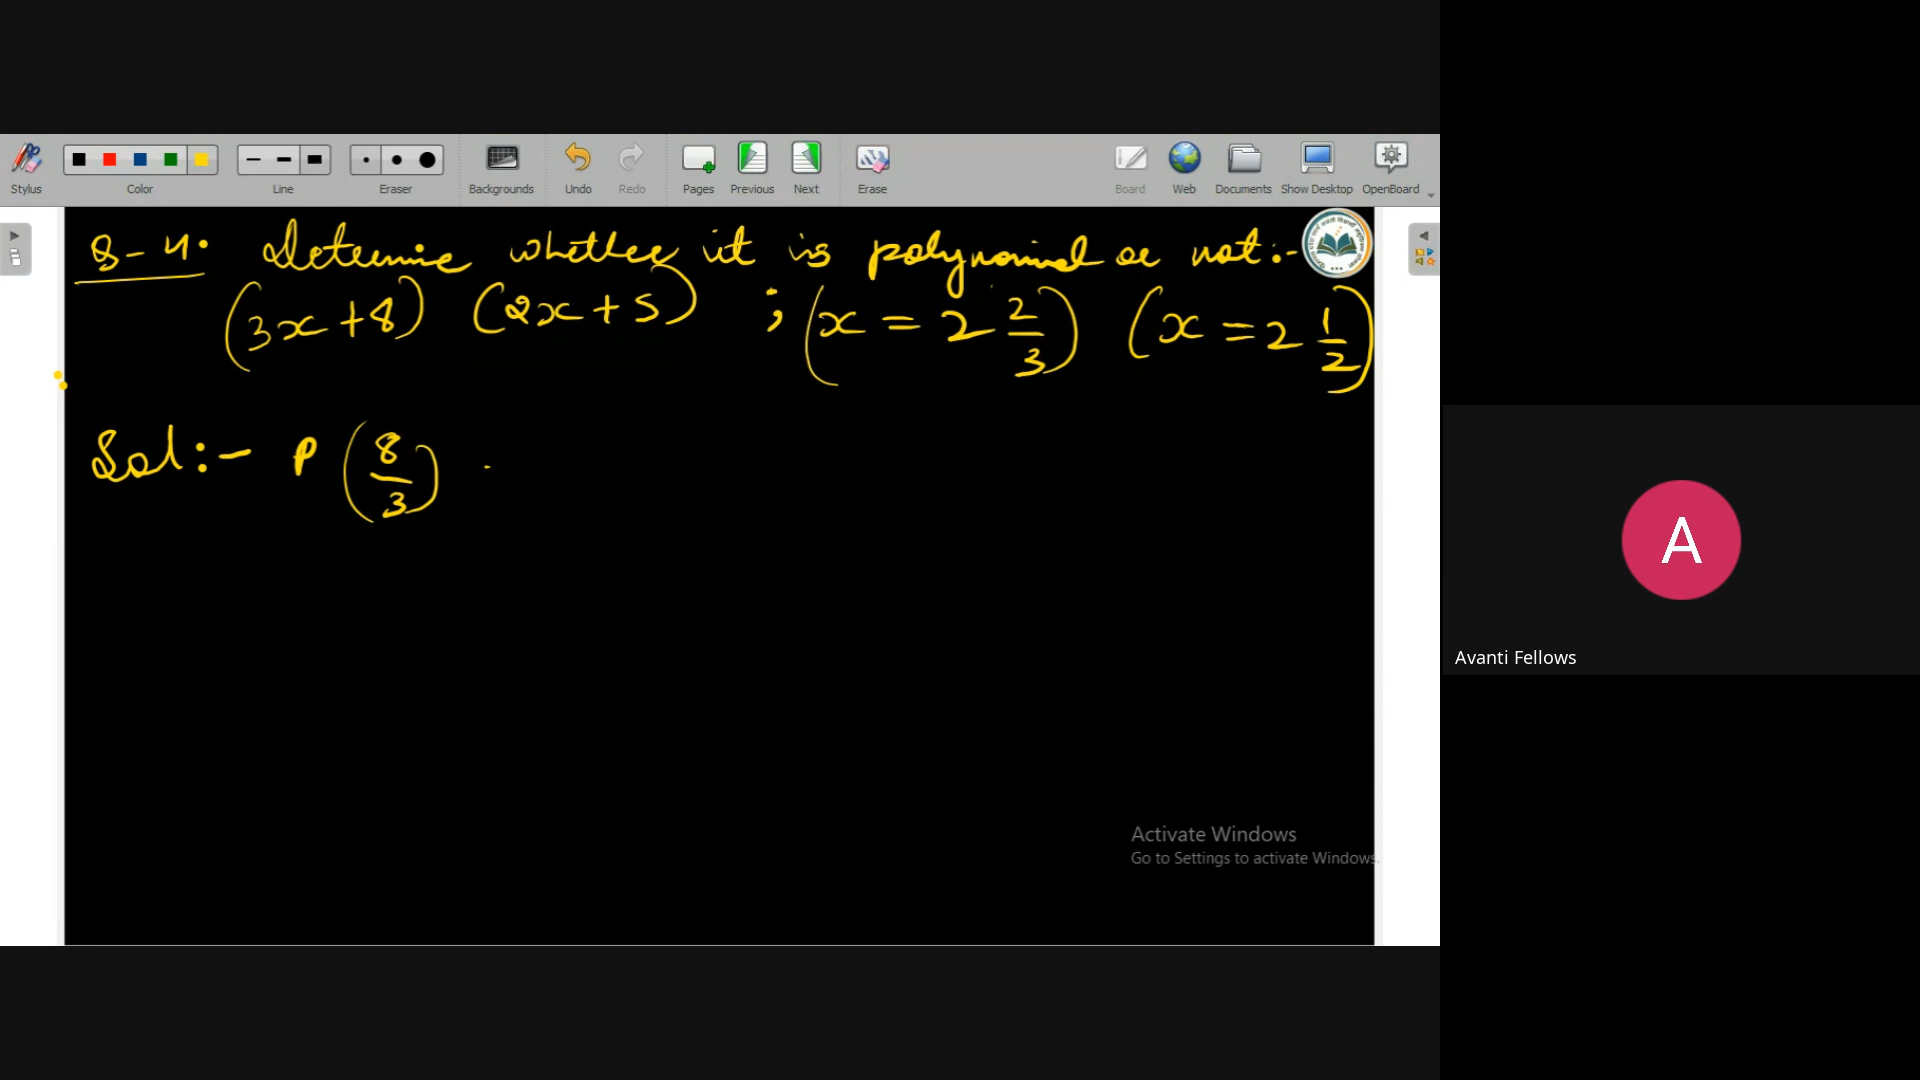 Stylus Color Line Eraser Backgrounds Undo Redo Pages Previous Next Erase Board Web Documents Show Desktop OpenBoard
8-4. Determine whether it is polynomial or not:-
(3x+8) (2x+5) ; (x = 2 2/3) (x = 2 1/2)
Sol:- P (8/3)
A
Avanti Fellows
Activate Windows
Go to Settings to activate Windows.